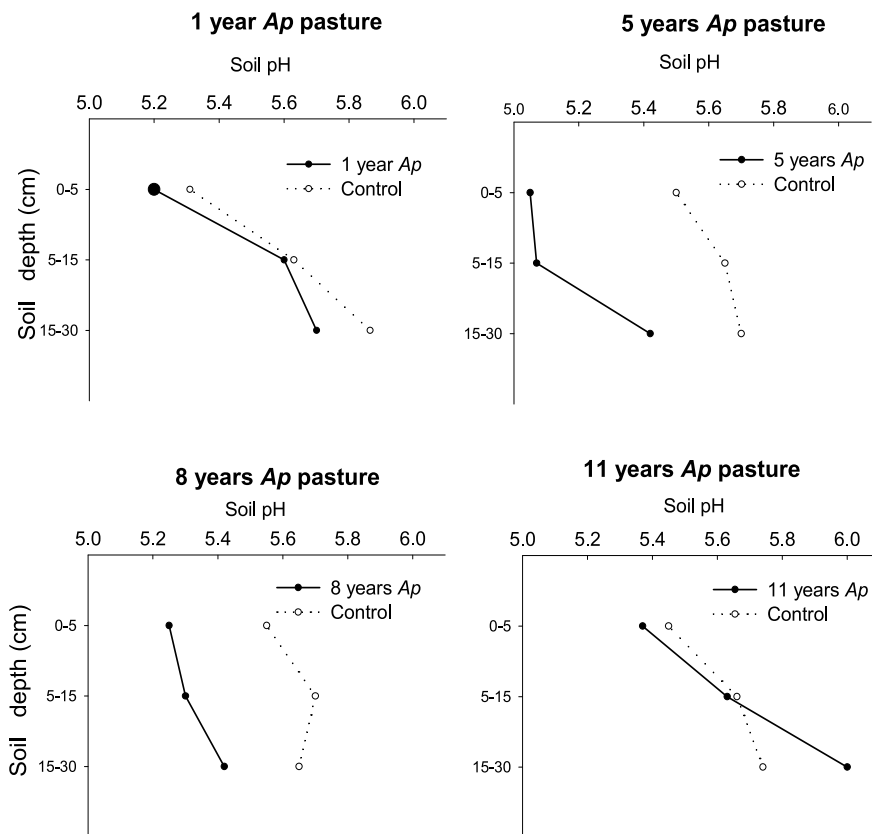 1 year Ap pasture
Soil pH
5.0 5.2 5.4 5.6 5.8 6.0
1 year Ap
Control
Soil depth (cm)
0-5
5-15
15-30
5 years Ap pasture
Soil pH
5.0 5.2 5.4 5.6 5.8 6.0
5 years Ap
Control
0-5
5-15
15-30
8 years Ap pasture
Soil pH
5.0 5.2 5.4 5.6 5.8 6.0
8 years Ap
Control
Soil depth (cm)
0-5
5-15
15-30
11 years Ap pasture
Soil pH
5.0 5.2 5.4 5.6 5.8 6.0
11 years Ap
Control
0-5
5-15
15-30